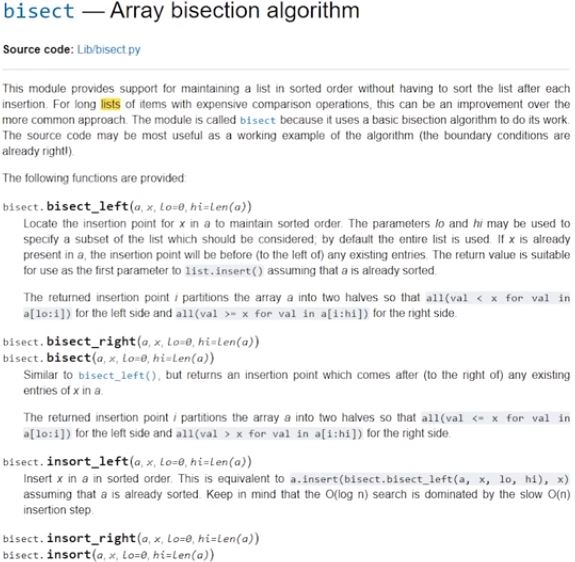 bisect — Array bisection algorithm
Source code: Lib/bisect.py
This module provides support for maintaining a list in sorted order without having to sort the list after each
insertion. For long lists of items with expensive comparison operations, this can be an improvement over the
more common approach. The module is called bisect because it uses a basic bisection algorithm to do its work.
The source code may be most useful as a working example of the algorithm (the boundary conditions are
already right!).
The following functions are provided:
bisect.bisect_left(a, x, lo=0, hi=len(a))
Locate the insertion point for x in a to maintain sorted order. The parameters lo and hi may be used to
specify a subset of the list which should be considered; by default the entire list is used. If x is already
present in a, the insertion point will be before (to the left of) any existing entries. The return value is suitable
for use as the first parameter to list.insert() assuming that a is already sorted.
The returned insertion point i partitions the array a into two halves so that all(val < x for val in
a[lo:i]) for the left side and all(val >= x for val in a[i:hi]) for the right side.
bisect.bisect_right(a, x, lo=0, hi=len(a))
bisect.bisect(a, x, lo=0, hi=len(a))
Similar to bisect_left(), but returns an insertion point which comes after (to the right of) any existing
entries of x in a.
The returned insertion point i partitions the array a into two halves so that all(val <= x for val in
a[lo:i]) for the left side and all(val > x for val in a[i:hi]) for the right side.
bisect.insort_left(a, x, lo=0, hi=len(a))
Insert x in a in sorted order. This is equivalent to a.insert(bisect.bisect_left(a, x, lo, hi), x)
assuming that a is already sorted. Keep in mind that the O(log n) search is dominated by the slow O(n)
insertion step.
bisect.insort_right(a, x, lo=0, hi=len(a))
bisect.insort(a, x, lo=0, hi=len(a))